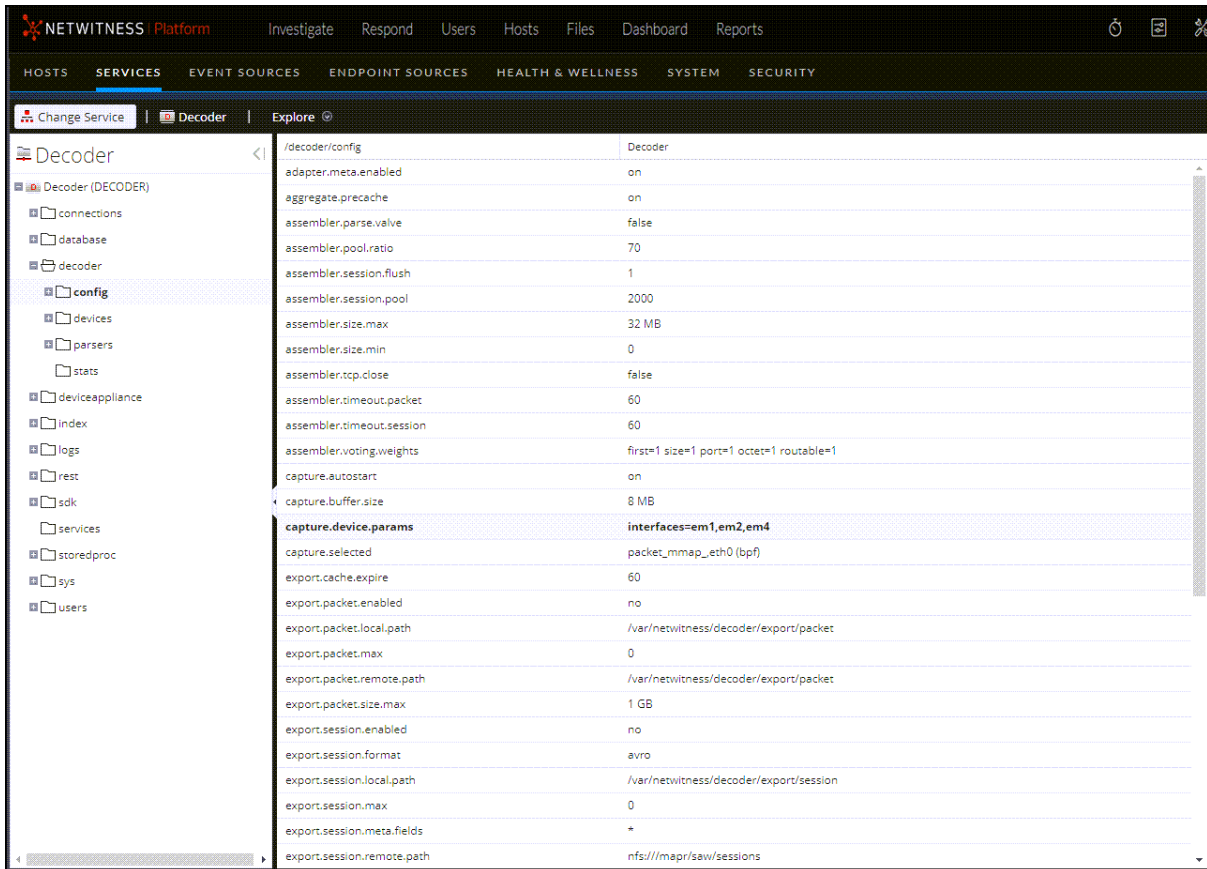 NETWITNESS Platform Investigate Respond Users Hosts Files Dashboard Reports
HOSTS SERVICES EVENT SOURCES ENDPOINT SOURCES HEALTH & WELLNESS SYSTEM SECURITY
Change Service | Decoder | Explore
Decoder
Decoder (DECODER)
connections
database
decoder
config
devices
parsers
stats
deviceappliance
index
logs
rest
sdk
services
storedproc
sys
users
/decoder/config Decoder
adapter.meta.enabled on
aggregate.precache on
assembler.parse.valve false
assembler.pool.ratio 70
assembler.session.flush 1
assembler.session.pool 2000
assembler.size.max 32 MB
assembler.size.min 0
assembler.tcp.close false
assembler.timeout.packet 60
assembler.timeout.session 60
assembler.voting.weights first=1 size=1 port=1 octet=1 routable=1
capture.autostart on
capture.buffer.size 8 MB
capture.device.params interfaces=em1,em2,em4
capture.selected packet_mmap_,eth0 (bpf)
export.cache.expire 60
export.packet.enabled no
export.packet.local.path /var/netwitness/decoder/export/packet
export.packet.max 0
export.packet.remote.path /var/netwitness/decoder/export/packet
export.packet.size.max 1 GB
export.session.enabled no
export.session.format avro
export.session.local.path /var/netwitness/decoder/export/session
export.session.max 0
export.session.meta.fields *
export.session.remote.path nfs:///mapr/saw/sessions